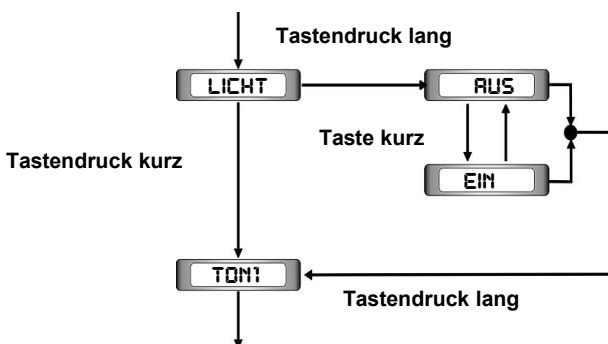 Tastendruck lang
LICHT
AUS
Taste kurz
Tastendruck kurz
EIN
TON1
Tastendruck lang